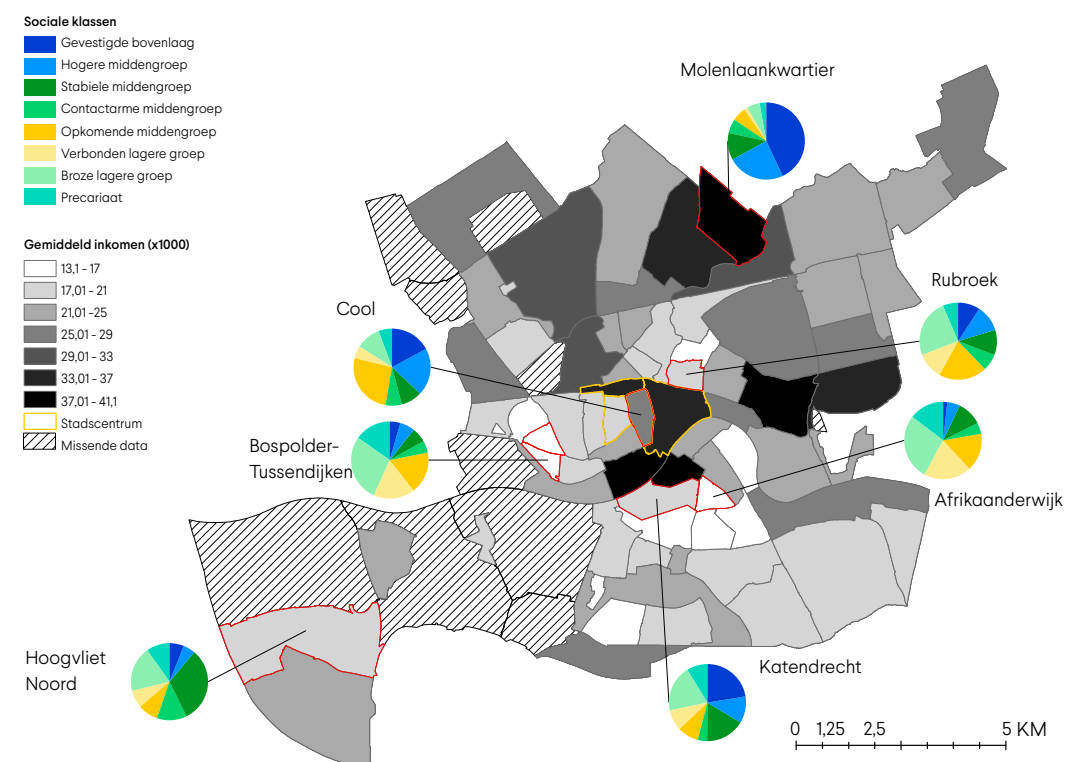 Sociale klassen
Gevestigde bovenlaag
Hogere middengroep
Stabiele middengroep
Contactarme middengroep
Opkomende middengroep
Verbonden lagere groep
Broze lagere groep
Precariaat
Gemiddeld inkomen (x1000)
13,1 - 17
17,01 - 21
21,01 -25
25,01 - 29
29,01 - 33
33,01 - 37
37,01 - 41,1
Stadscentrum
Missende data
Molenlaankwartier
Rubroek
Cool
Bospolder-
Tussendijken
Afrikaanderwijk
Hoogvliet
Noord
Katendrecht
0 1,25 2,5 5 KM